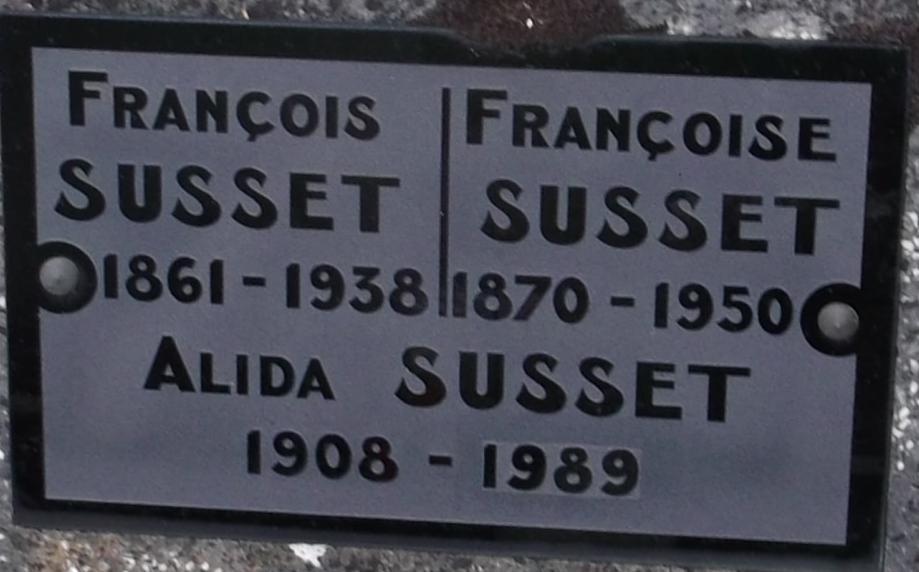 FRANÇOIS
SUSSET
1861 - 1938
FRANÇOISE
SUSSET
1870 - 1950
ALIDA SUSSET
1908 - 1989